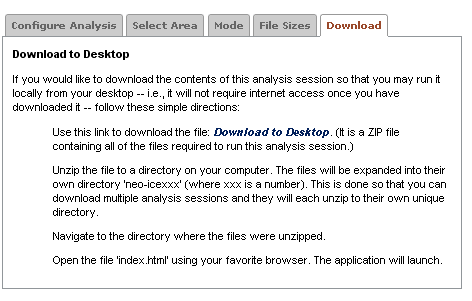 Configure Analysis Select Area Mode File Sizes Download
Download to Desktop
If you would like to download the contents of this analysis session so that you may run it
locally from your desktop -- i.e., it will not require internet access once you have
downloaded it -- follow these simple directions:
Use this link to download the file: Download to Desktop. (It is a ZIP file
containing all of the files required to run this analysis session.)
Unzip the file to a directory on your computer. The files will be expanded into their
own directory 'neo-icexxx' (where xxx is a number). This is done so that you can
download multiple analysis sessions and they will each unzip to their own unique
directory.
Navigate to the directory where the files were unzipped.
Open the file 'index.html' using your favorite browser. The application will launch.